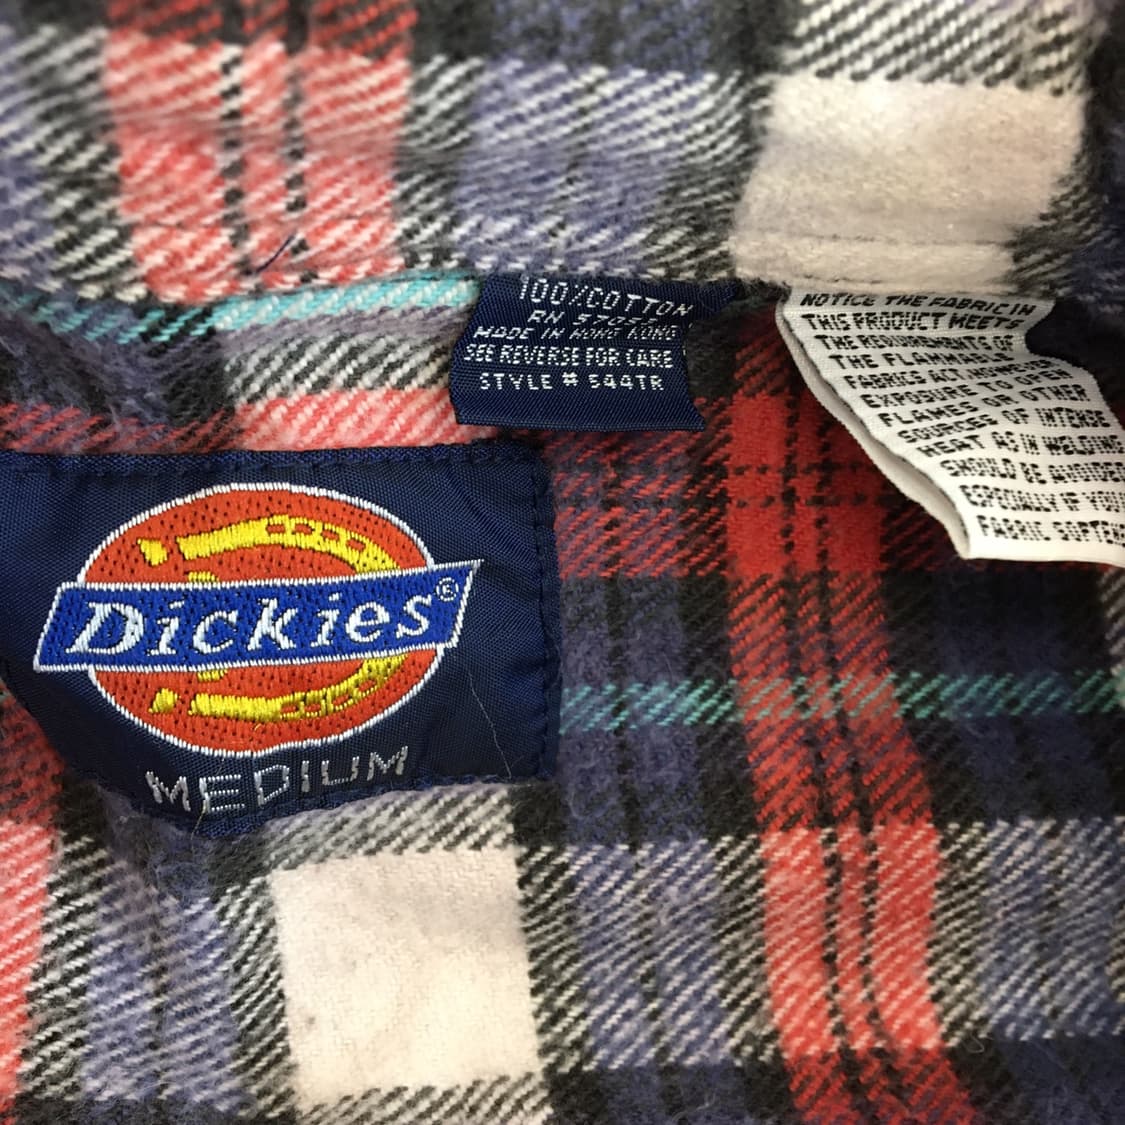 100% COTTON
RN
MADE IN HONG KONG
SEE REVERSE FOR CARE
STYLE # 544TR
NOTICE THE FABRIC IN
THIS PRODUCT MEETS
THE REQUIREMENTS OF
THE FLAMMABLE
FABRICS ACT. HOWEVER
EXPOSURE TO OPEN
FLAMES OR OTHER
SOURCES OF INTENSE
HEAT AS IN WELDING
SHOULD BE AVOIDED
ESPECIALLY IF YOU
FABRIC SOFTE
Dickies®
MEDIUM